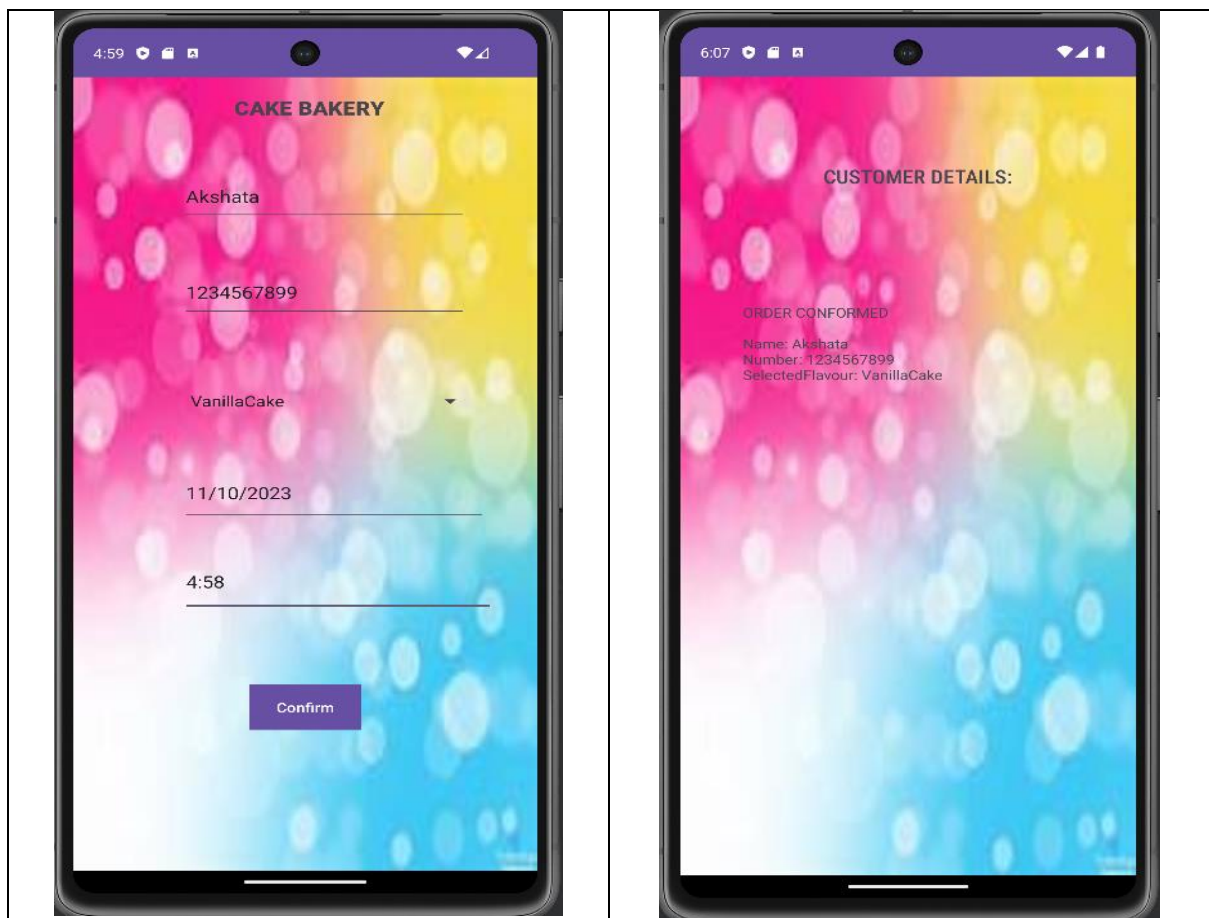 4:59
CAKE BAKERY
Akshata
1234567899
VanillaCake
11/10/2023
4:58
Confirm
6:07
CUSTOMER DETAILS:
ORDER CONFORMED
Name: Akshata
Number: 1234567899
SelectedFlavour: VanillaCake